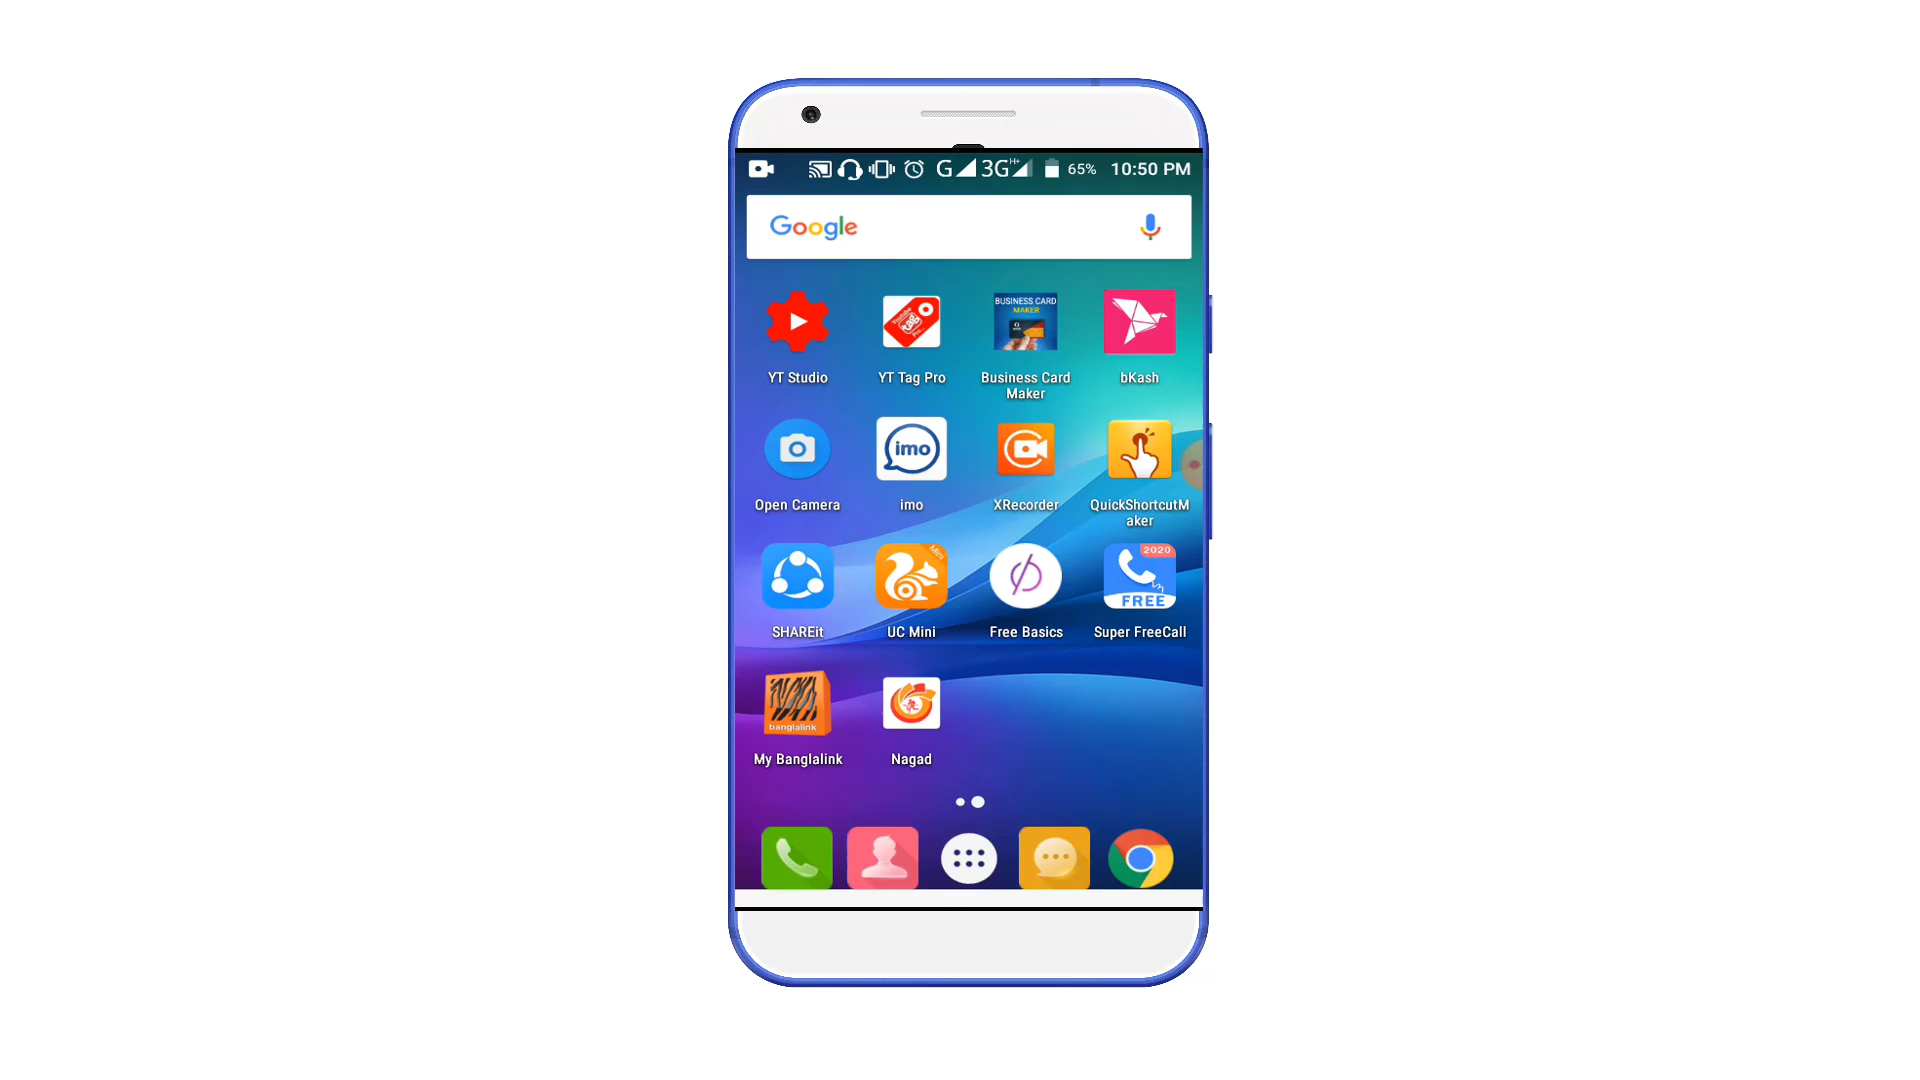 G 3G H+ 65% 10:50 PM
Google
BUSINESS CARD
MAKER
YT Studio YT Tag Pro Business Card Maker bKash
imo
Open Camera imo XRecorder QuickShortcutM
aker
Mini
2020
FREE
SHAREit UC Mini Free Basics Super FreeCall
banglalink
My Banglalink Nagad